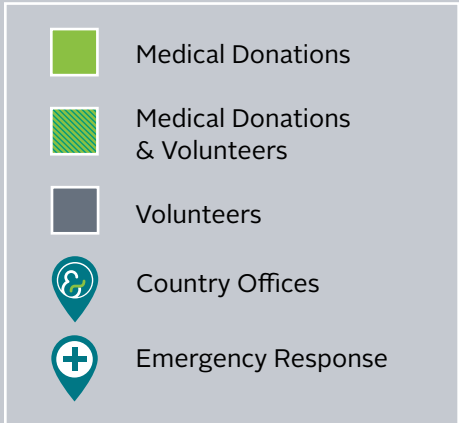 Medical Donations
Medical Donations
& Volunteers
Volunteers
Country Offices
Emergency Response